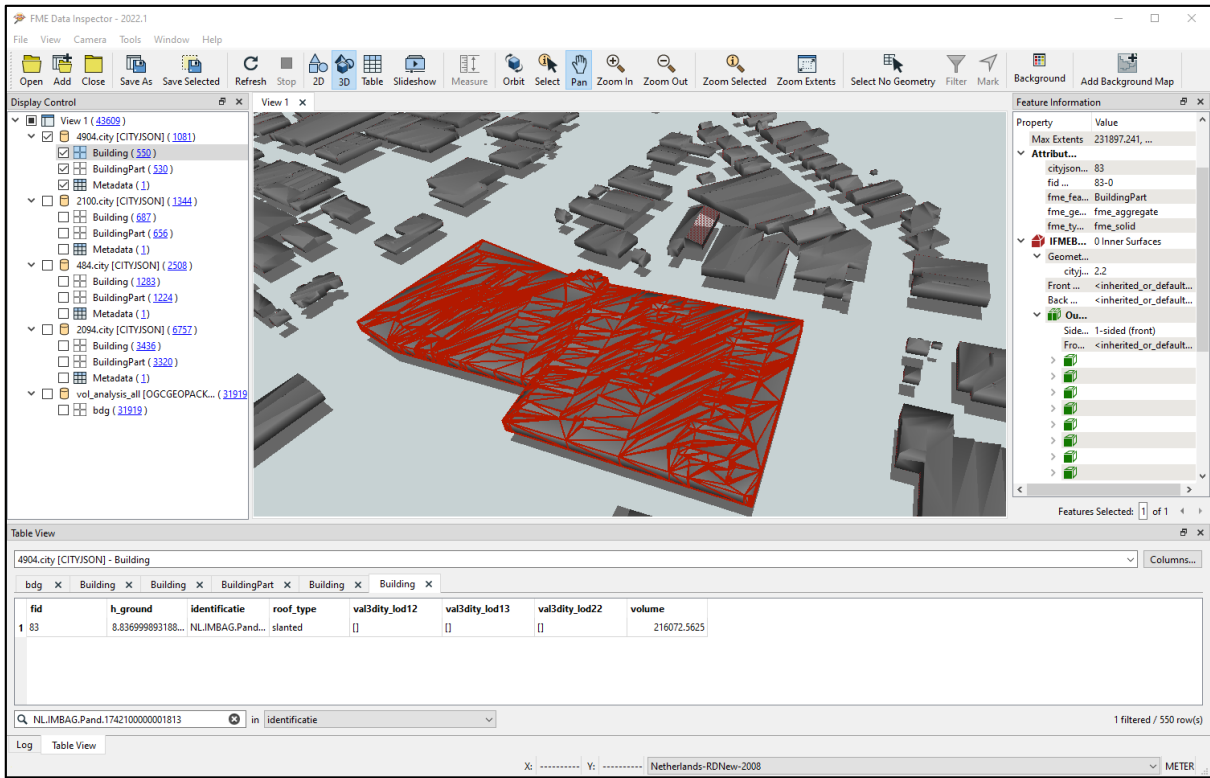 FME Data Inspector - 2022.1
File View Camera Tools Window Help
Open Add Close Save As Save Selected Refresh Stop 2D 3D Table Slideshow Measure Orbit Select Pan Zoom In Zoom Out Zoom Selected Zoom Extents Select No Geometry Filter Mark Background Add Background Map
Display Control
View 1 (43609)
4904.city [CITYJSON] (1081)
Building (550)
BuildingPart (530)
Metadata (1)
2100.city [CITYJSON] (1344)
Building (687)
BuildingPart (656)
Metadata (1)
484.city [CITYJSON] (2508)
Building (1283)
BuildingPart (1224)
Metadata (1)
2094.city [CITYJSON] (6757)
Building (3436)
BuildingPart (3320)
Metadata (1)
vol_analysis_all [OGCGEOPACK... (31919
bdg (31919)
View 1
Feature Information
Property Value
Max Extents 231897.241, ...
Attribut...
cityjson... 83
fid ... 83-0
fme_fea... BuildingPart
fme_ge... fme_aggregate
fme_ty... fme_solid
IFMEB... 0 Inner Surfaces
Geomet...
cityj... 2.2
Front ... <inherited_or_default...
Back ... <inherited_or_default...
Ou...
Side... 1-sided (front)
Fro... <inherited_or_default...
Features Selected: 1 of 1
Table View
4904.city [CITYJSON] - Building
Columns...
bdg Building Building BuildingPart Building Building
fid h_ground identificatie roof_type val3dity_lod12 val3dity_lod13 val3dity_lod22 volume
1 83 8.836999893188... NL.IMBAG.Pand... slanted [] [] [] 216072.5625
NL.IMBAG.Pand.1742100000001813 in identificatie
1 filtered / 550 row(s)
Log Table View
X: ---------- Y: ---------- Netherlands-RDNew-2008 METER